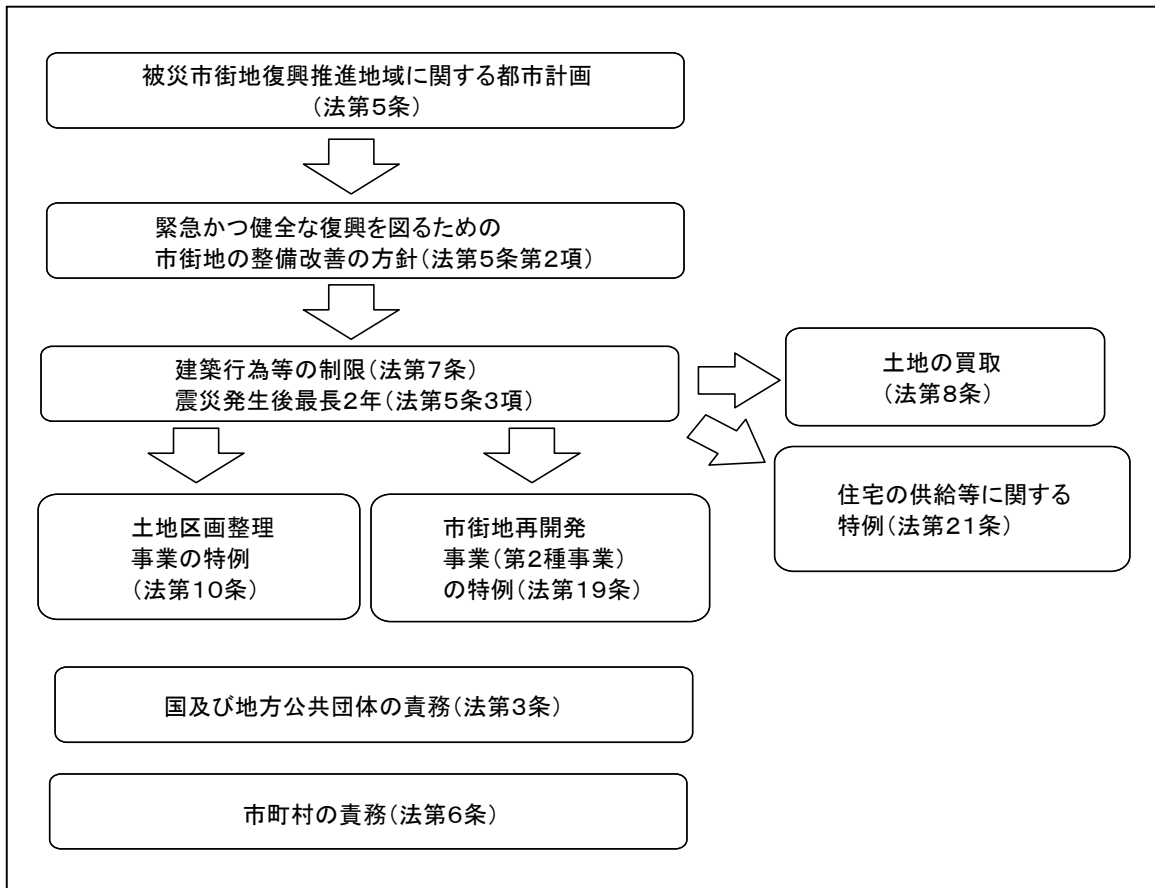 被災市街地復興推進地域に関する都市計画
(法第5条)
緊急かつ健全な復興を図るための
市街地の整備改善の方針(法第5条第2項)
建築行為等の制限(法第7条)
震災発生後最長2年(法第5条3項)
土地の買取
(法第8条)
住宅の供給等に関する
特例(法第21条)
土地区画整理
事業の特例
(法第10条)
市街地再開発
事業(第2種事業)
の特例(法第19条)
国及び地方公共団体の責務(法第3条)
市町村の責務(法第6条)